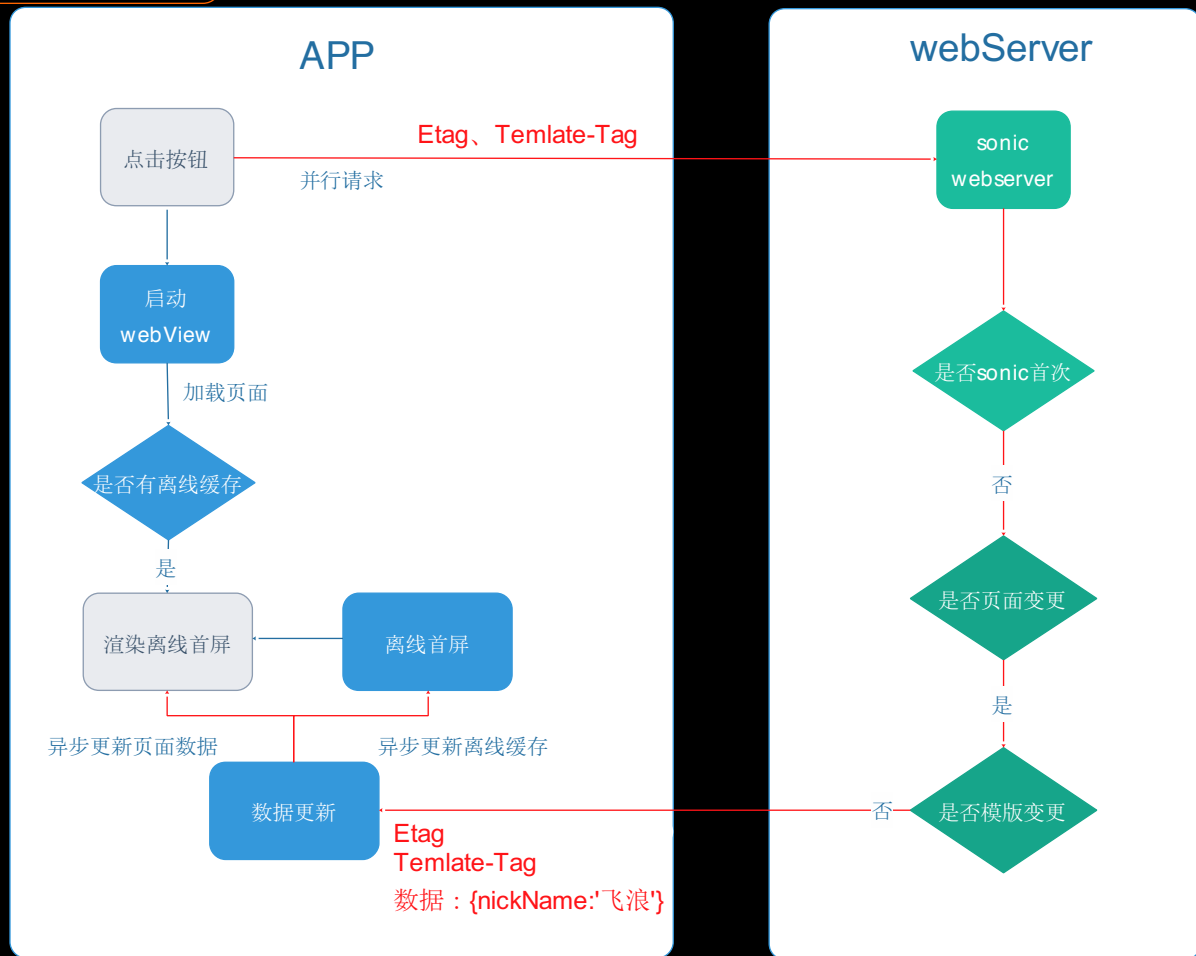 APP
webServer
点击按钮
Etag、Temlate-Tag
并行请求
sonic
webserver
启动
webView
加载页面
是否sonic首次
是否有离线缓存
否
是
渲染离线首屏
离线首屏
是否页面变更
是
异步更新页面数据
异步更新离线缓存
数据更新
否
是否模版变更
Etag
Temlate-Tag
数据：{nickName:'飞浪'}